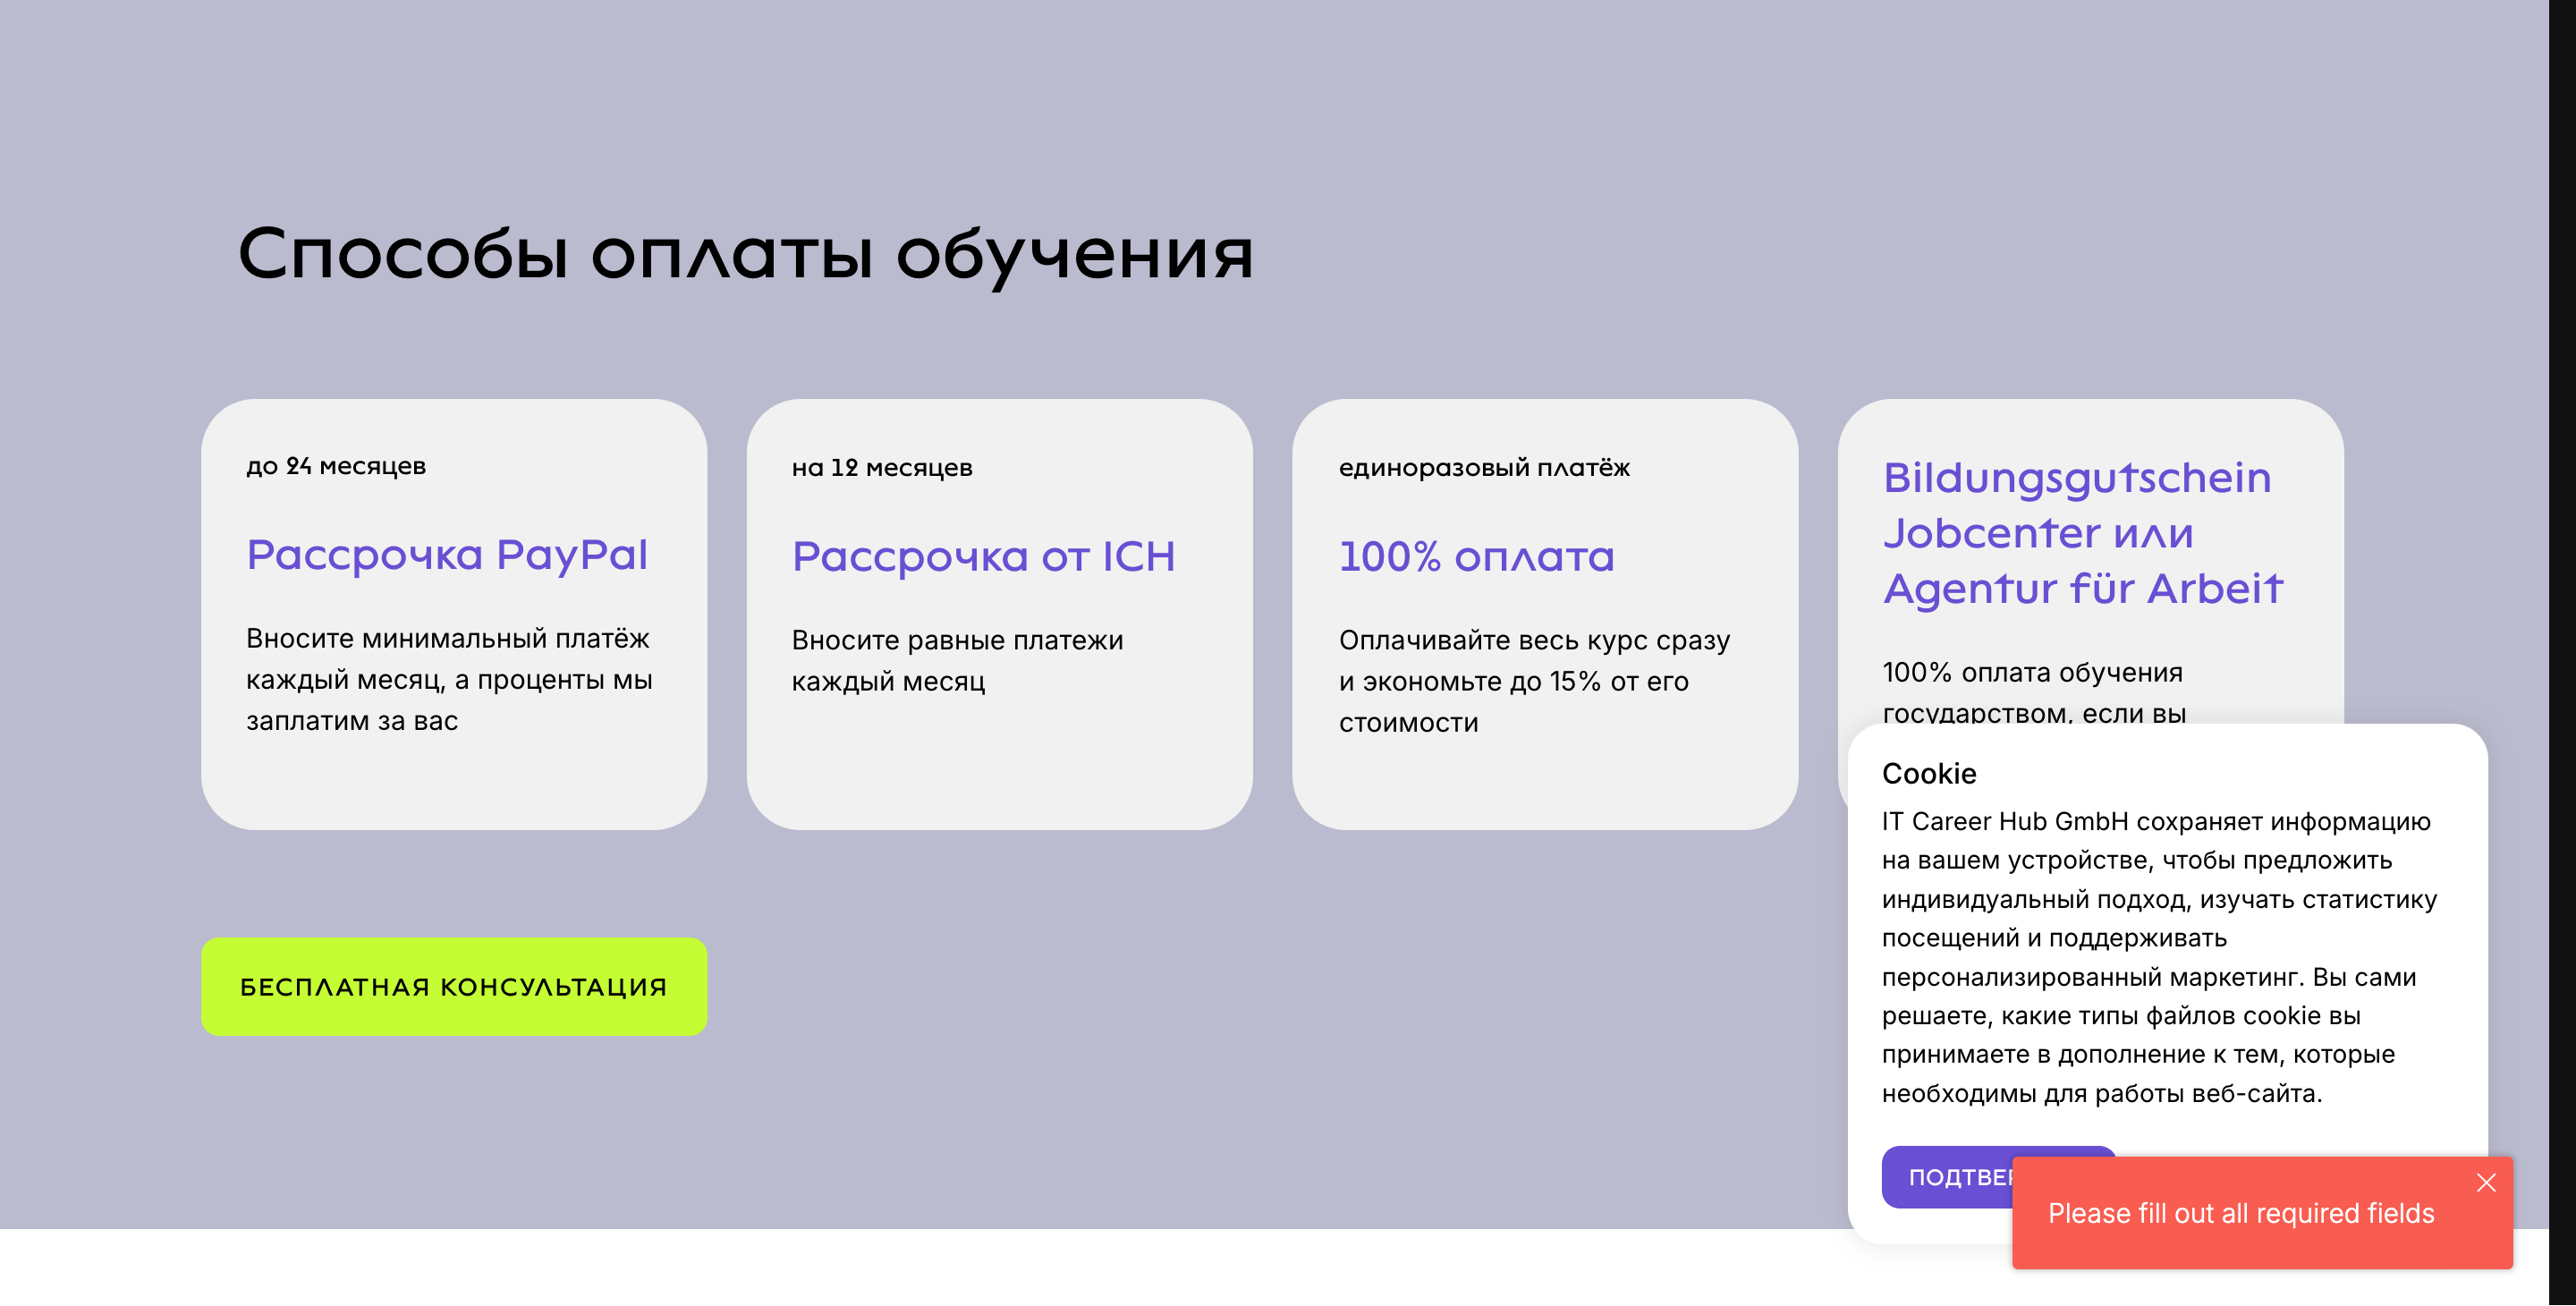 Способы оплаты обучения
до 24 месяцев
Рассрочка PayPal
Вносите минимальный платёж
каждый месяц, а проценты мы
заплатим за вас
на 12 месяцев
Рассрочка от ICH
Вносите равные платежи
каждый месяц
единоразовый платёж
100% оплата
Оплачивайте весь курс сразу
и экономьте до 15% от его
стоимости
Bildungsgutschein
Jobcenter или
Agentur für Arbeit
100% оплата обучения
государством, если вы
БЕСПЛАТНАЯ КОНСУЛЬТАЦИЯ
Cookie
IT Career Hub GmbH сохраняет информацию
на вашем устройстве, чтобы предложить
индивидуальный подход, изучать статистику
посещений и поддерживать
персонализированный маркетинг. Вы сами
решаете, какие типы файлов cookie вы
принимаете в дополнение к тем, которые
необходимы для работы веб-сайта.
Please fill out all required fields